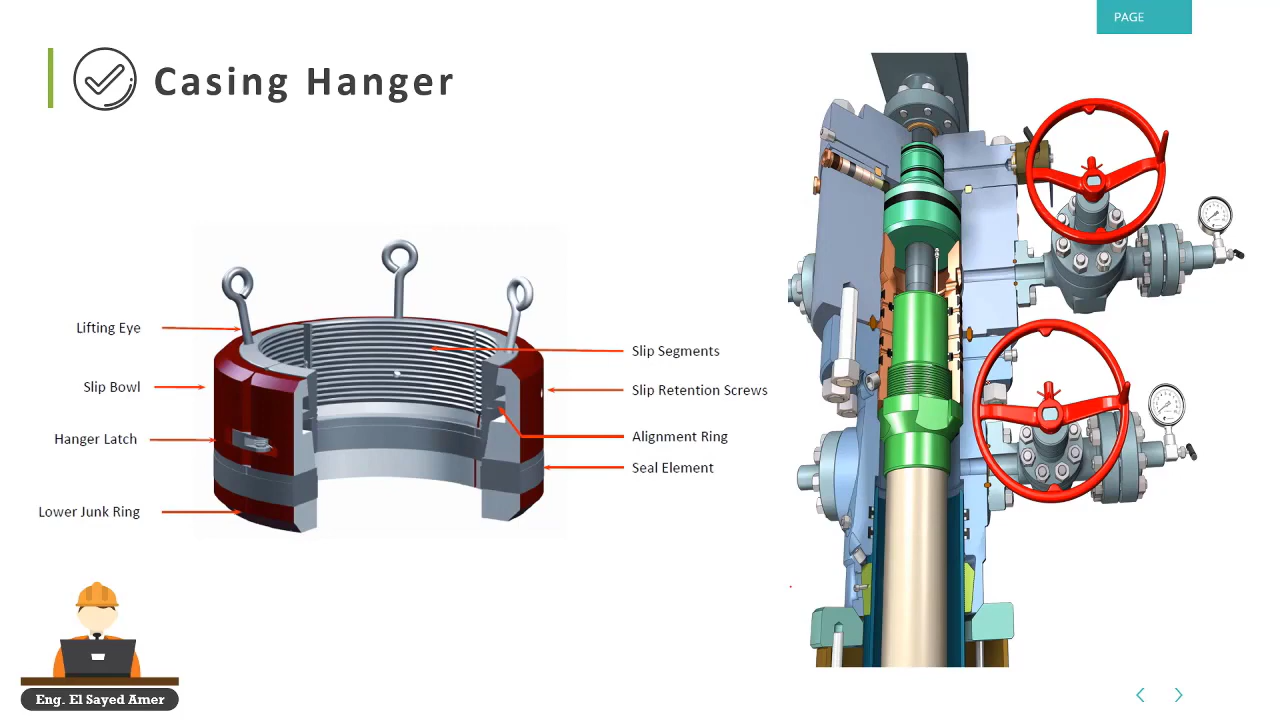 PAGE
Casing Hanger
Lifting Eye
Slip Bowl
Hanger Latch
Lower Junk Ring
Slip Segments
Slip Retention Screws
Alignment Ring
Seal Element
Eng. El Sayed Amer